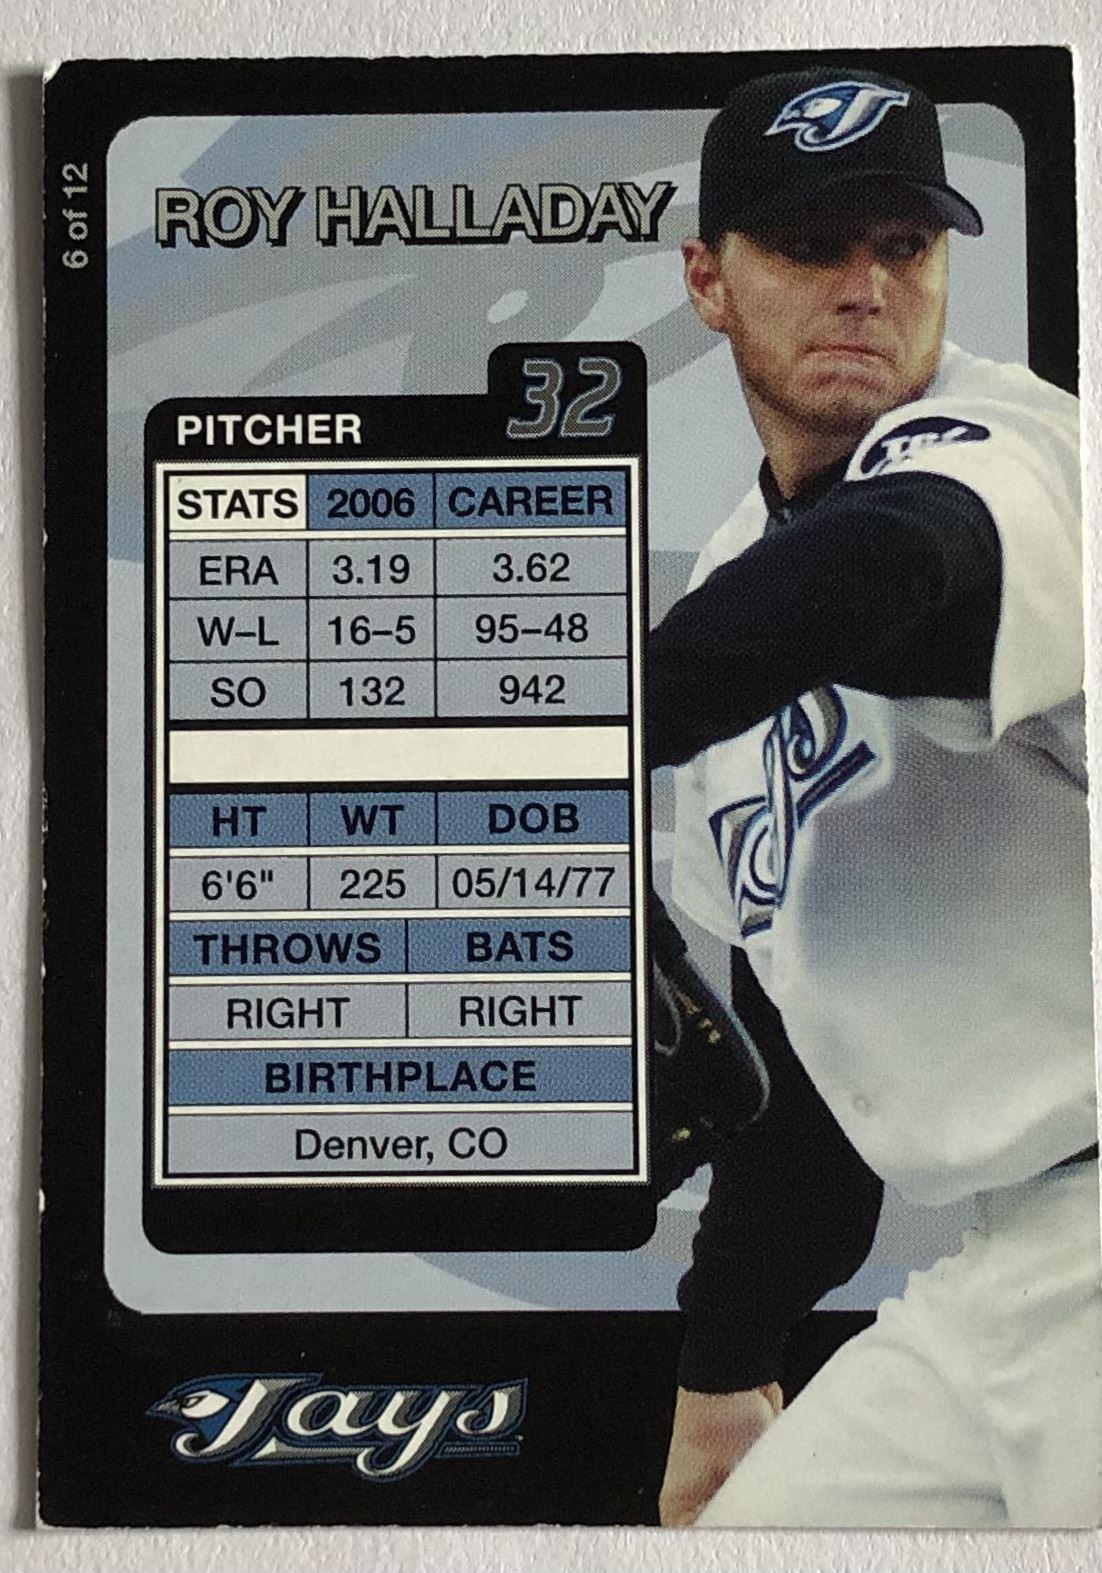 6 of 12
ROY HALLADAY
32
PITCHER
STATS 2006 CAREER
ERA 3.19 3.62
W–L 16–5 95–48
SO 132 942
HT WT DOB
6'6" 225 05/14/77
THROWS BATS
RIGHT RIGHT
BIRTHPLACE
Denver, CO
Jays